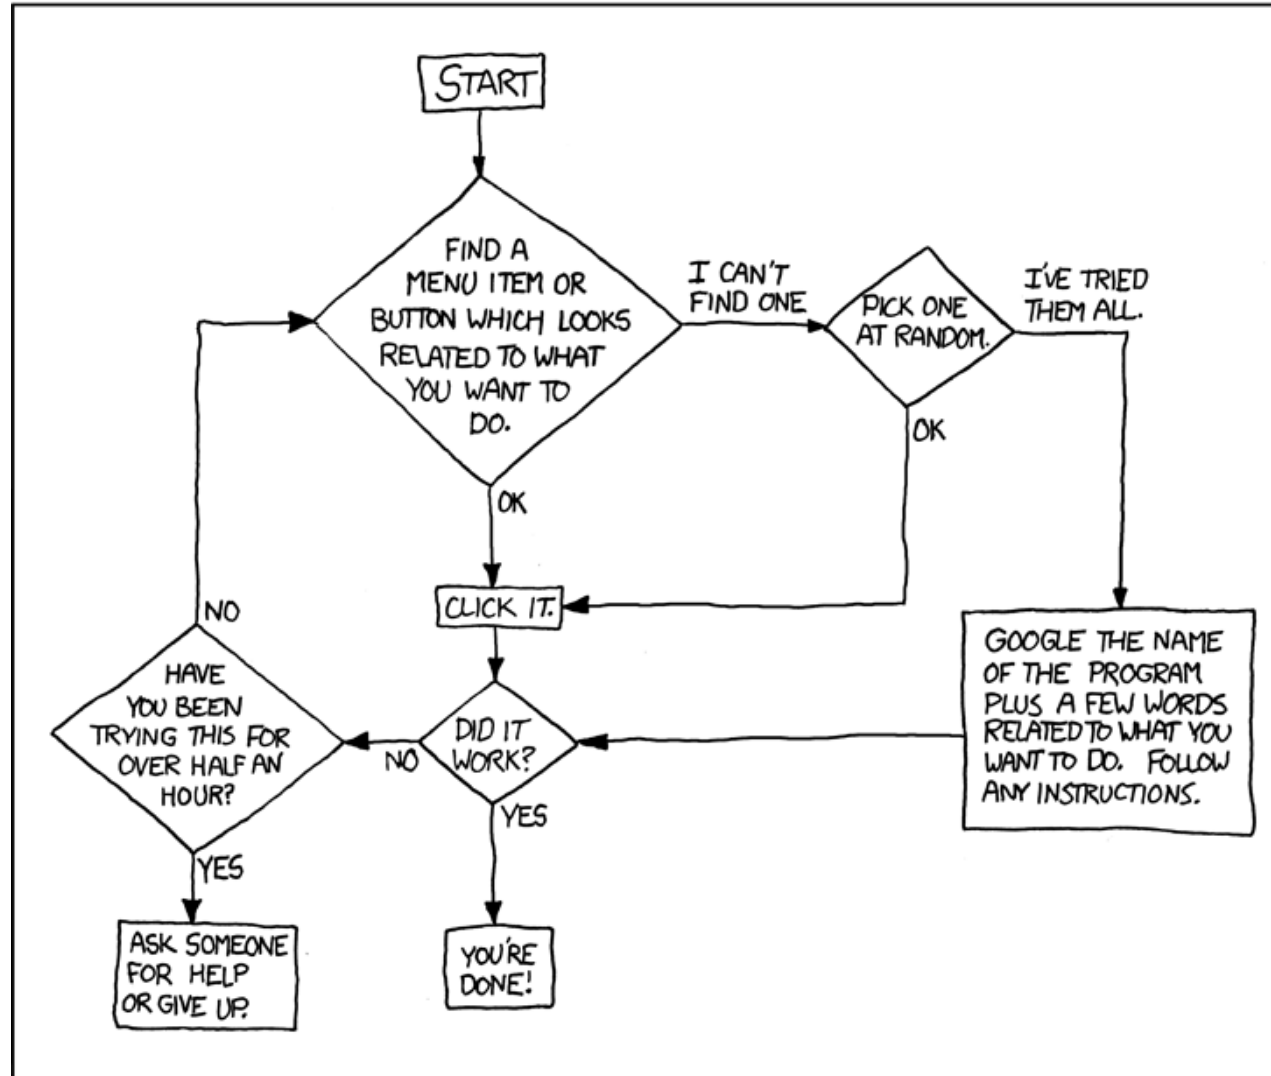 START
FIND A
MENU ITEM OR
BUTTON WHICH LOOKS
RELATED TO WHAT
YOU WANT TO
DO.
I CAN'T
FIND ONE
PICK ONE
AT RANDOM.
I'VE TRIED
THEM ALL.
OK
OK
CLICK IT.
NO
HAVE
YOU BEEN
TRYING THIS FOR
OVER HALF AN
HOUR?
NO
DID IT
WORK?
GOOGLE THE NAME
OF THE PROGRAM
PLUS A FEW WORDS
RELATED TO WHAT YOU
WANT TO DO. FOLLOW
ANY INSTRUCTIONS.
YES
YES
ASK SOMEONE
FOR HELP
OR GIVE UP.
YOU'RE
DONE!